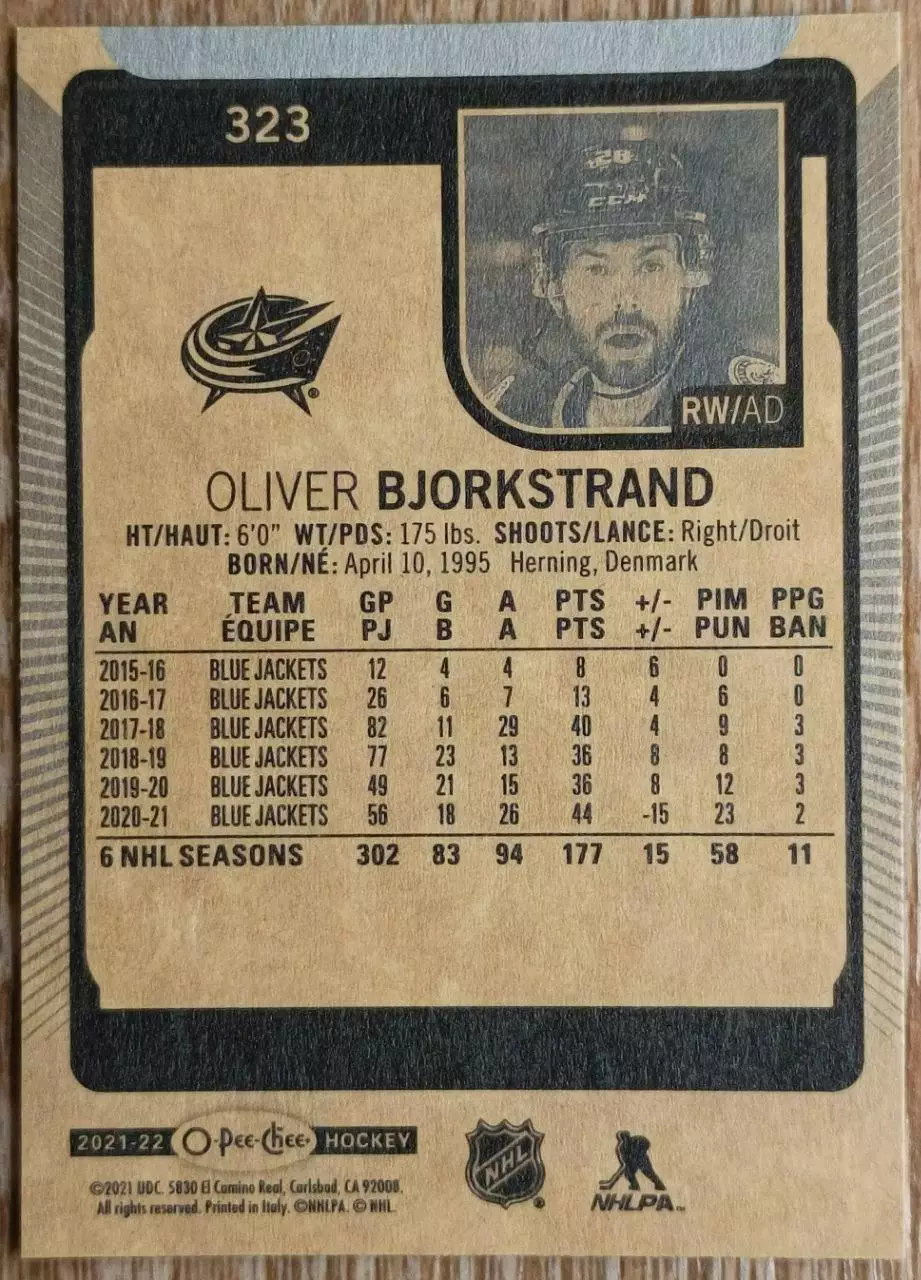 323
28
CCM
RW/AD
OLIVER BJORKSTRAND
HT/HAUT: 6'0" WT/PDS: 175 lbs. SHOOTS/LANCE: Right/Droit
BORN/NÉ: April 10, 1995 Herning, Denmark
YEAR TEAM GP G A PTS +/- PIM PPG
AN ÉQUIPE PJ B A PTS +/- PUN BAN
2015-16 BLUE JACKETS 12 4 4 8 6 0 0
2016-17 BLUE JACKETS 26 6 7 13 4 6 0
2017-18 BLUE JACKETS 82 11 29 40 4 9 3
2018-19 BLUE JACKETS 77 23 13 36 8 8 3
2019-20 BLUE JACKETS 49 21 15 36 8 12 3
2020-21 BLUE JACKETS 56 18 26 44 -15 23 2
6 NHL SEASONS 302 83 94 177 15 58 11
2021-22 O-Pee-Chee HOCKEY
©2021 UDC. 5830 El Camino Real, Carlsbad, CA 92008.
All rights reserved. Printed in Italy. ©NHLPA. © NHL.
NHL
NHLPA